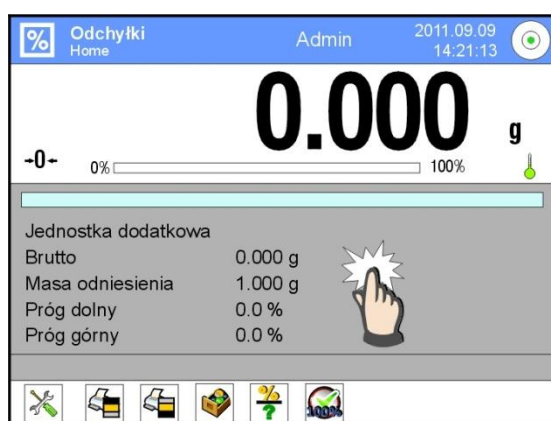 %
Odchyłki
Home
Admin
2011.09.09
14:21:13
0.000 g
→0←
0%
100%
Jednostka dodatkowa
Brutto 0.000 g
Masa odniesienia 1.000 g
Próg dolny 0.0 %
Próg górny 0.0 %
%
?
100%